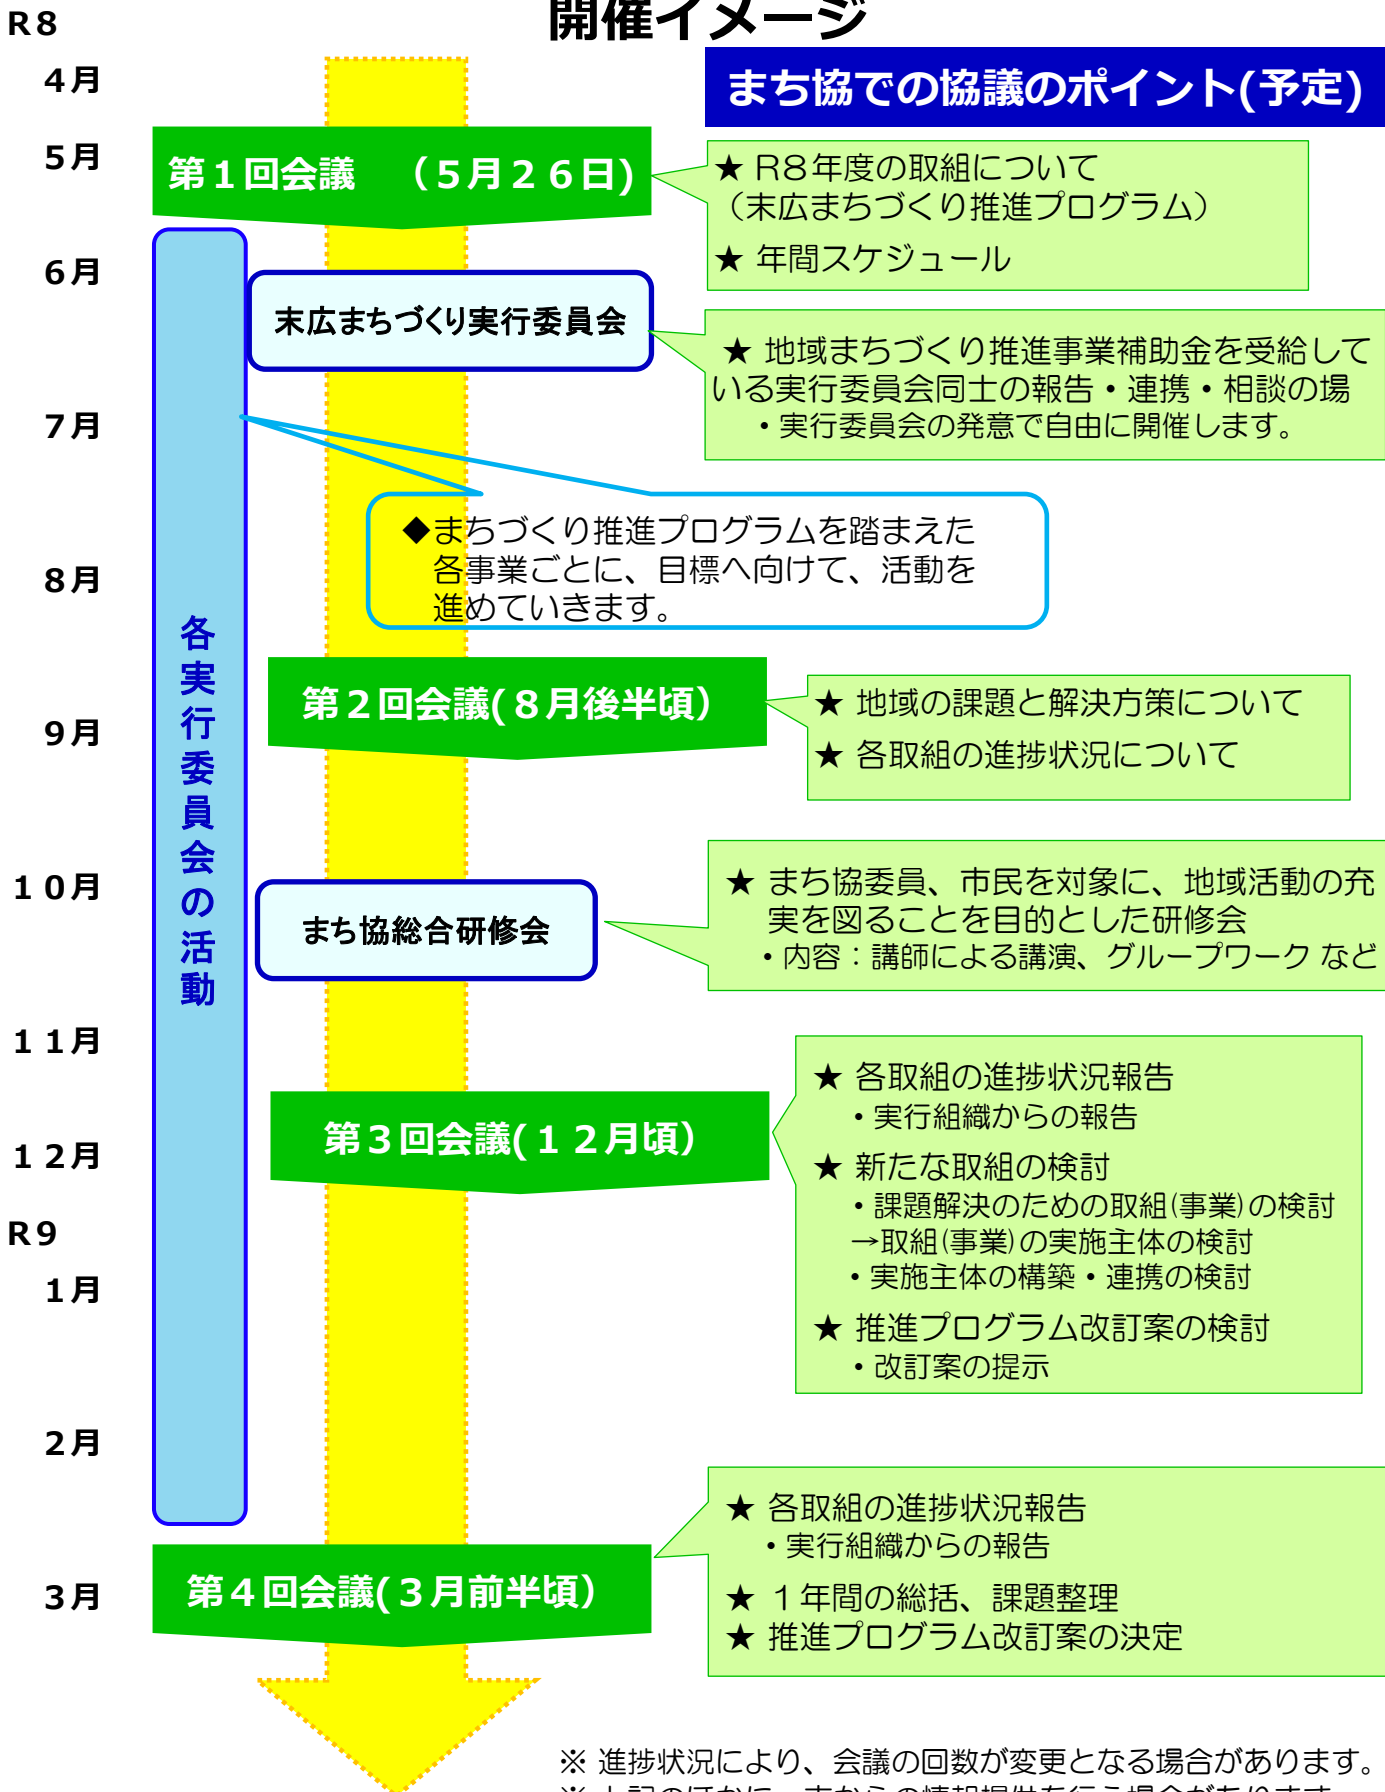 開催イメージ
R8
4月
まち協での協議のポイント(予定)
5月
第1回会議　（5月26日)
★ R8年度の取組について
（末広まちづくり推進プログラム）
★ 年間スケジュール
6月
末広まちづくり実行委員会
★ 地域まちづくり推進事業補助金を受給して
いる実行委員会同士の報告・連携・相談の場
・実行委員会の発意で自由に開催します。
7月
◆まちづくり推進プログラムを踏まえた
各事業ごとに、目標へ向けて、活動を
進めていきます。
8月
各実行委員会の活動
第2回会議(8月後半頃）
★ 地域の課題と解決方策について
★ 各取組の進捗状況について
9月
10月
まち協総合研修会
★ まち協委員、市民を対象に、地域活動の充
実を図ることを目的とした研修会
・内容：講師による講演、グループワーク など
11月
第3回会議(12月頃）
★ 各取組の進捗状況報告
・実行組織からの報告
★ 新たな取組の検討
・課題解決のための取組(事業)の検討
→取組(事業)の実施主体の検討
・実施主体の構築・連携の検討
★ 推進プログラム改訂案の検討
・改訂案の提示
12月
R9
1月
2月
3月
第4回会議(3月前半頃）
★ 各取組の進捗状況報告
・実行組織からの報告
★ 1年間の総括、課題整理
★ 推進プログラム改訂案の決定
※ 進捗状況により、会議の回数が変更となる場合があります。
※ 上記のほかに、市からの情報提供を行う場合があります